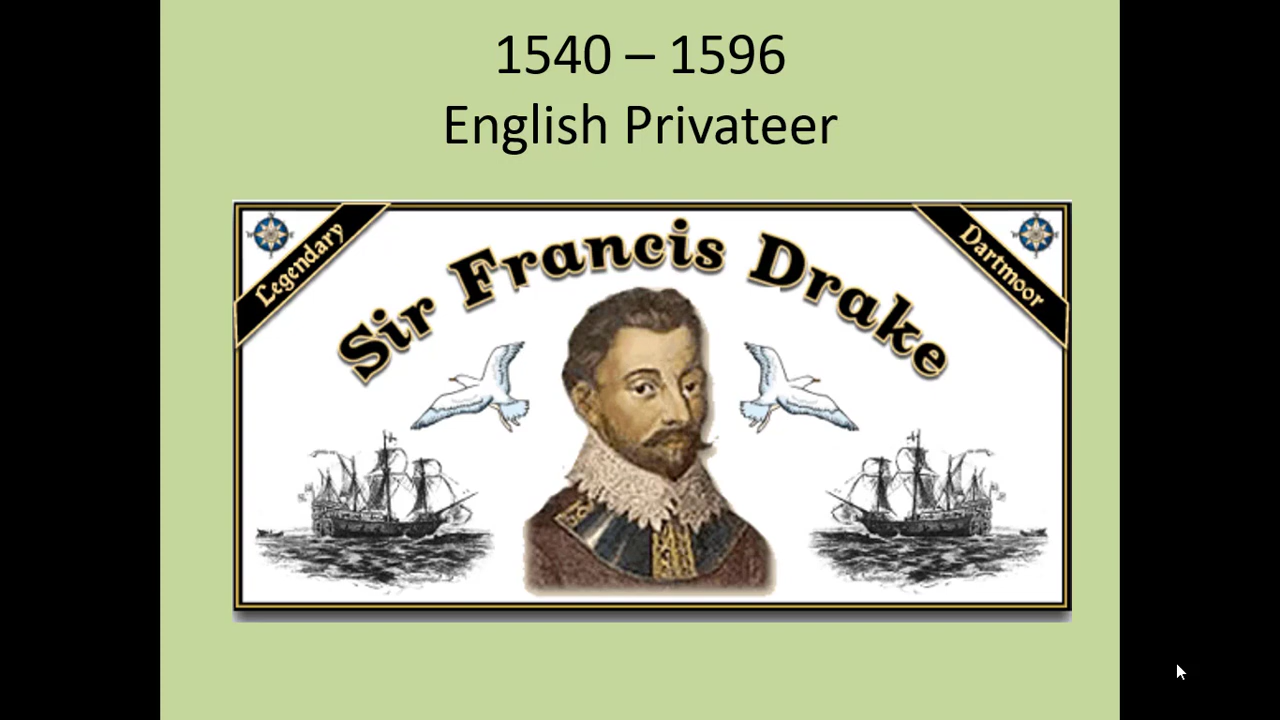 1540 – 1596
English Privateer
Legendary
Sir Francis Drake
Dartmoor